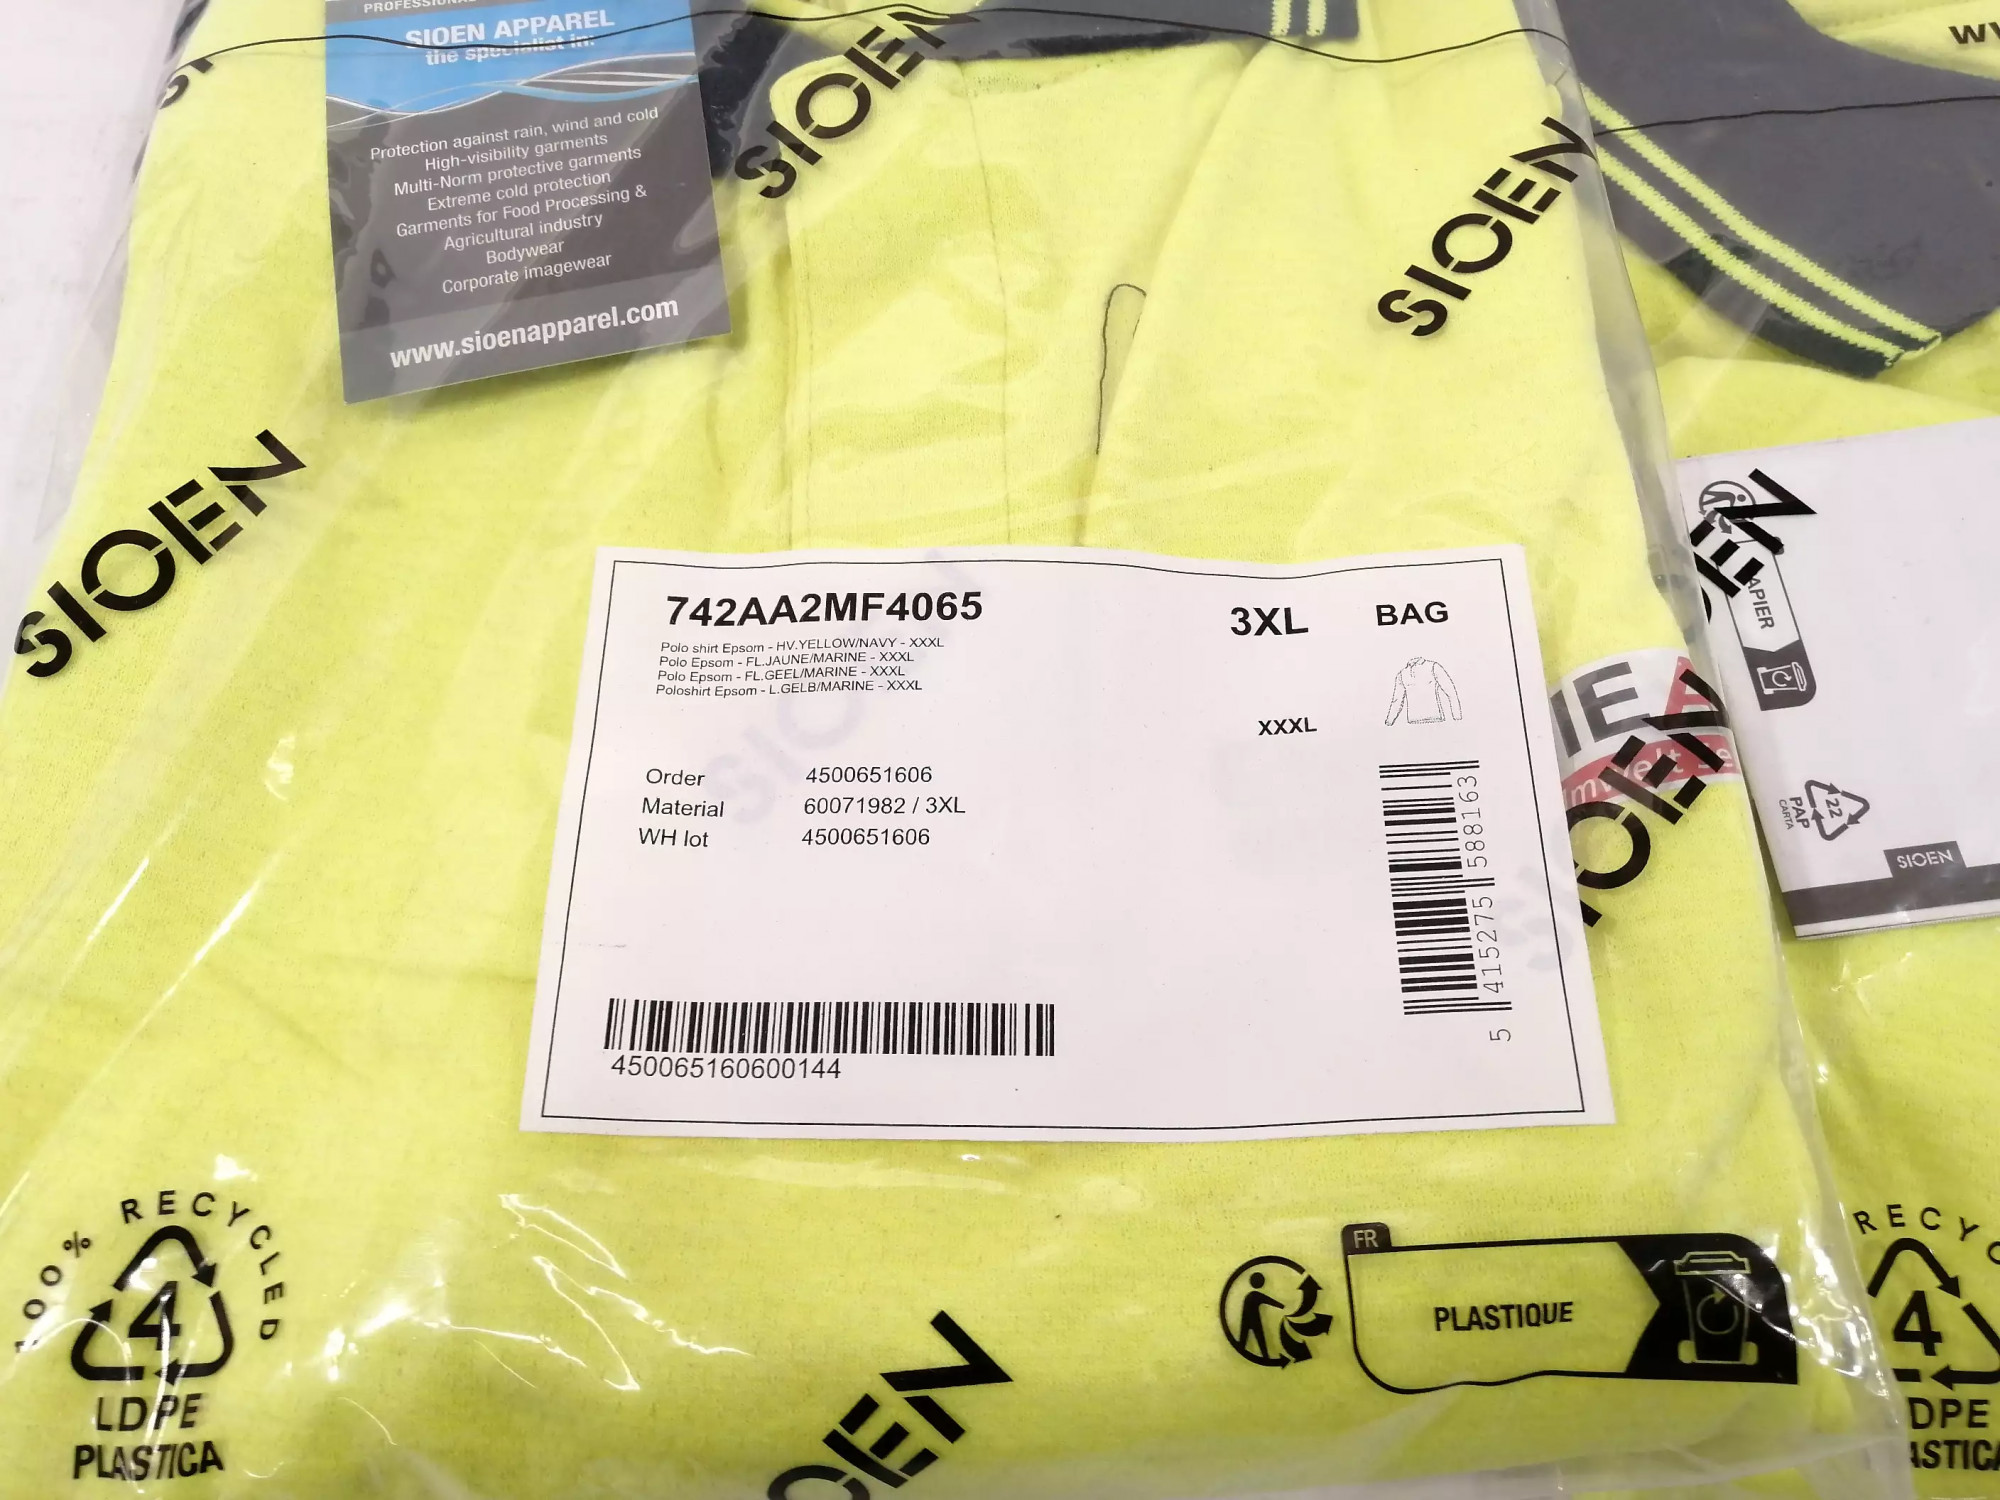 SIOEN APPAREL
the specialist in:
Protection against rain, wind and cold
High-visibility garments
Multi-Norm protective garments
Extreme cold protection
Garments for Food Processing &
Agricultural industry
Bodywear
Corporate imagewear
www.sioenapparel.com
SIOEN
SIOEN
SIOEN
742AA2MF4065
3XL
BAG
Polo shirt Epsom - HV.YELLOW/NAVY - XXXL
Polo Epsom - FL.JAUNE/MARINE - XXXL
Polo Epsom - FL.GEEL/MARINE - XXXL
Poloshirt Epsom - L.GELB/MARINE - XXXL
XXXL
Order 4500651606
Material 60071982 / 3XL
WH lot 4500651606
5 415275 588163
450065160600144
SIOEN
22
PAP
CARTA
SIOEN
100% RECYCLED
4
LDPE
PLASTICA
FR
PLASTIQUE
4